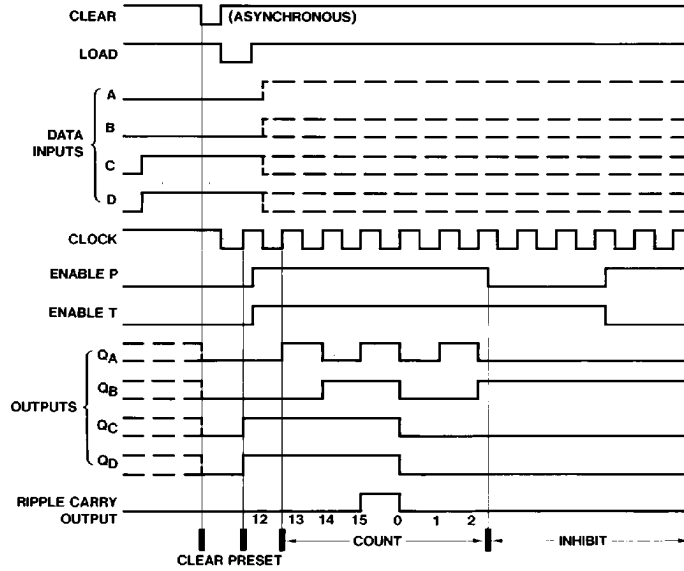 CLEAR
(ASYNCHRONOUS)
LOAD
A
B
DATA
INPUTS
C
D
CLOCK
ENABLE P
ENABLE T
QA
QB
OUTPUTS
QC
QD
RIPPLE CARRY
OUTPUT
12 13 14 15 0 1 2
COUNT
INHIBIT
CLEAR PRESET